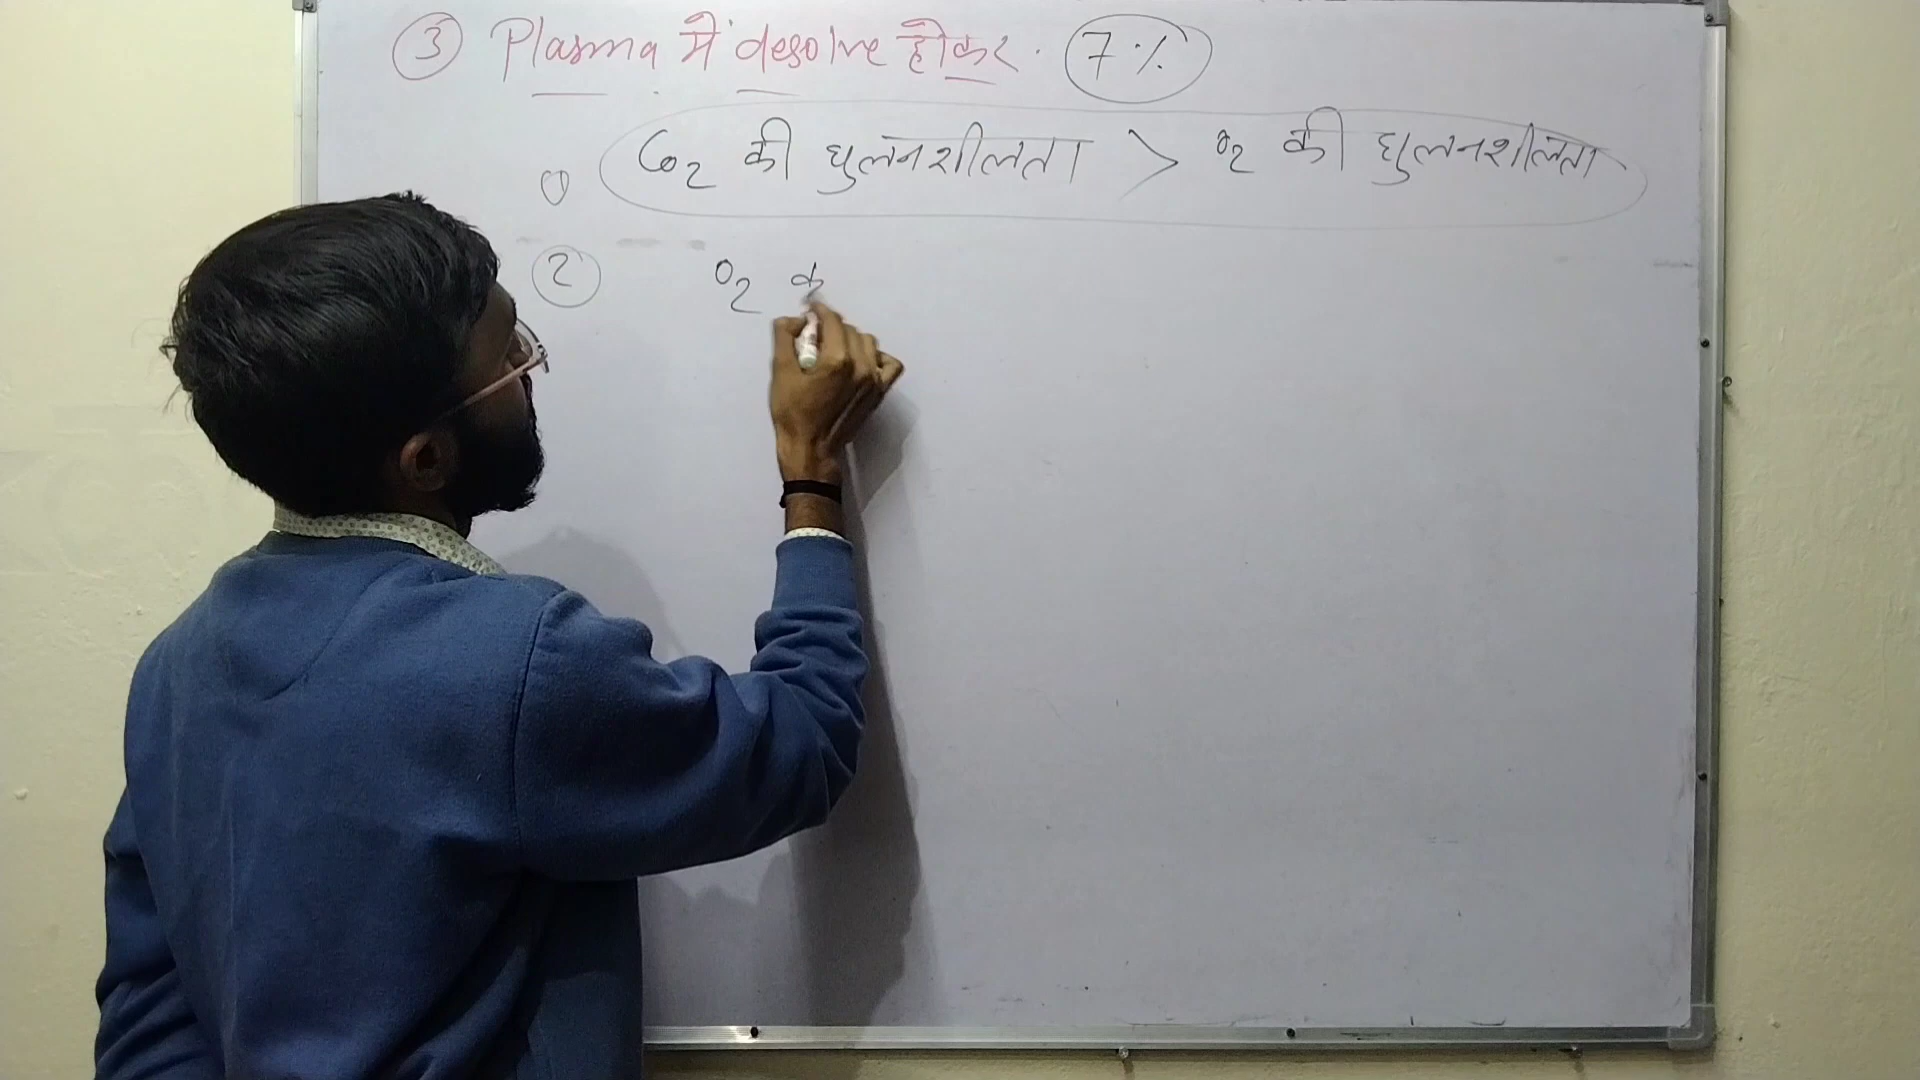 ③ Plasma में desolve होकर. 7%
① CO2 की घुलनशीलता > O2 की घुलनशीलता
② O2 क